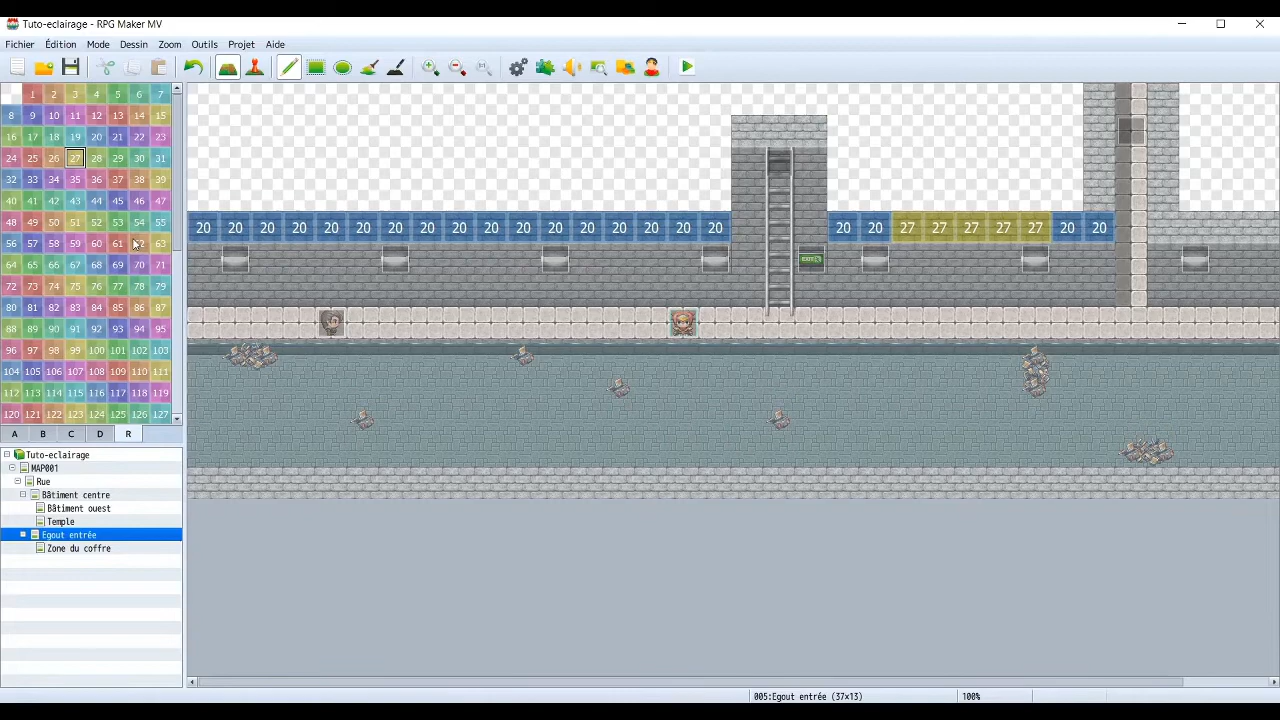 Tuto-eclairage - RPG Maker MV
Fichier Édition Mode Dessin Zoom Outils Projet Aide
1 2 3 4 5 6 7
8 9 10 11 12 13 14 15
16 17 18 19 20 21 22 23
24 25 26 27 28 29 30 31
32 33 34 35 36 37 38 39
40 41 42 43 44 45 46 47
48 49 50 51 52 53 54 55
56 57 58 59 60 61 62 63
64 65 66 67 68 69 70 71
72 73 74 75 76 77 78 79
80 81 82 83 84 85 86 87
88 89 90 91 92 93 94 95
96 97 98 99 100 101 102 103
104 105 106 107 108 109 110 111
112 113 114 115 116 117 118 119
120 121 122 123 124 125 126 127
A B C D R
20 20 20 20 20 20 20 20 20 20 20 20 20 20 20 20 20 20 20 27 27 27 27 27 20 20
EXIT
Tuto-eclairage
MAP001
Rue
Bâtiment centre
Bâtiment ouest
Temple
Egout entrée
Zone du coffre
005:Egout entrée (37×13)
100%